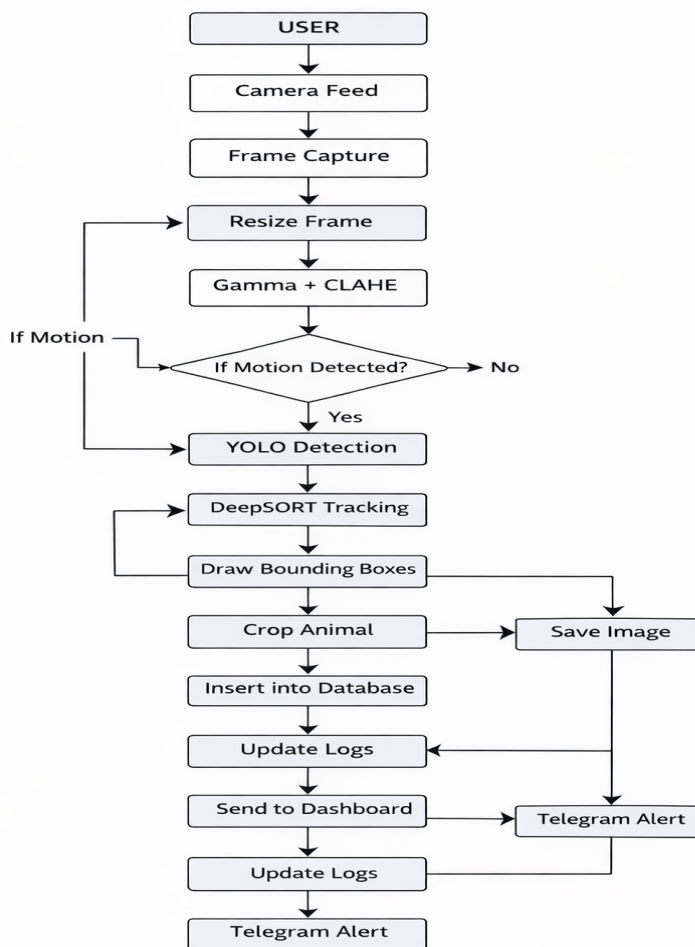 USER
Camera Feed
Frame Capture
Resize Frame
Gamma + CLAHE
If Motion
If Motion Detected?
No
Yes
YOLO Detection
DeepSORT Tracking
Draw Bounding Boxes
Crop Animal
Save Image
Insert into Database
Update Logs
Send to Dashboard
Telegram Alert
Update Logs
Telegram Alert